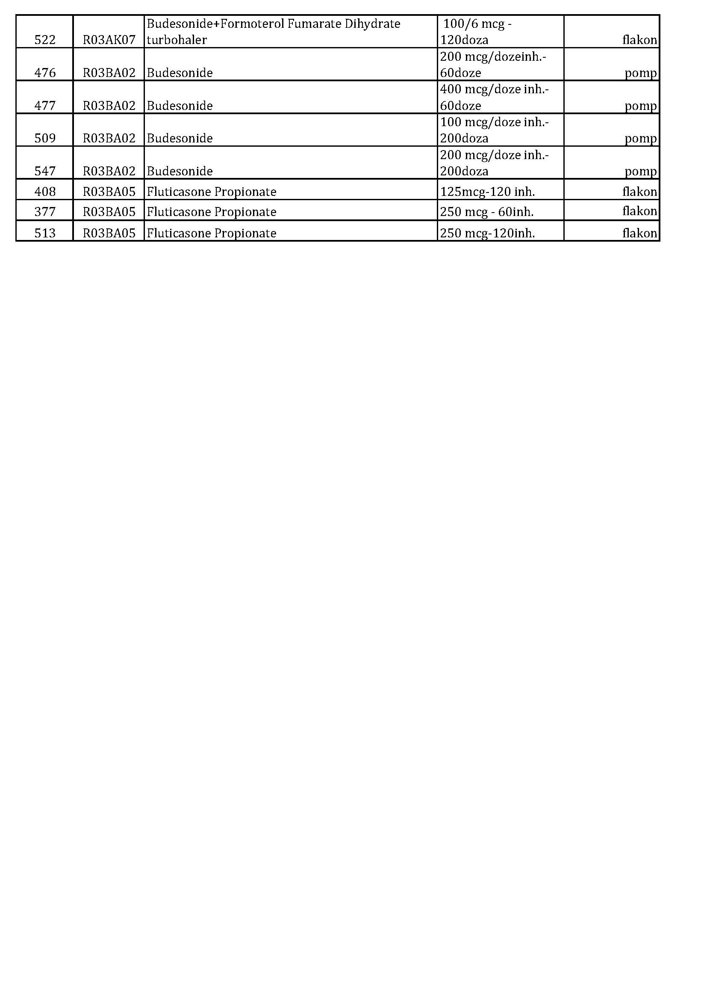 522 R03AK07 Budesonide+Formoterol Fumarate Dihydrate turbohaler 100/6 mcg - 120doza flakon
476 R03BA02 Budesonide 200 mcg/dozeinh.- 60doze pomp
477 R03BA02 Budesonide 400 mcg/doze inh.- 60doze pomp
509 R03BA02 Budesonide 100 mcg/doze inh.- 200doza pomp
547 R03BA02 Budesonide 200 mcg/doze inh.- 200doza pomp
408 R03BA05 Fluticasone Propionate 125mcg-120 inh. flakon
377 R03BA05 Fluticasone Propionate 250 mcg - 60inh. flakon
513 R03BA05 Fluticasone Propionate 250 mcg-120inh. flakon